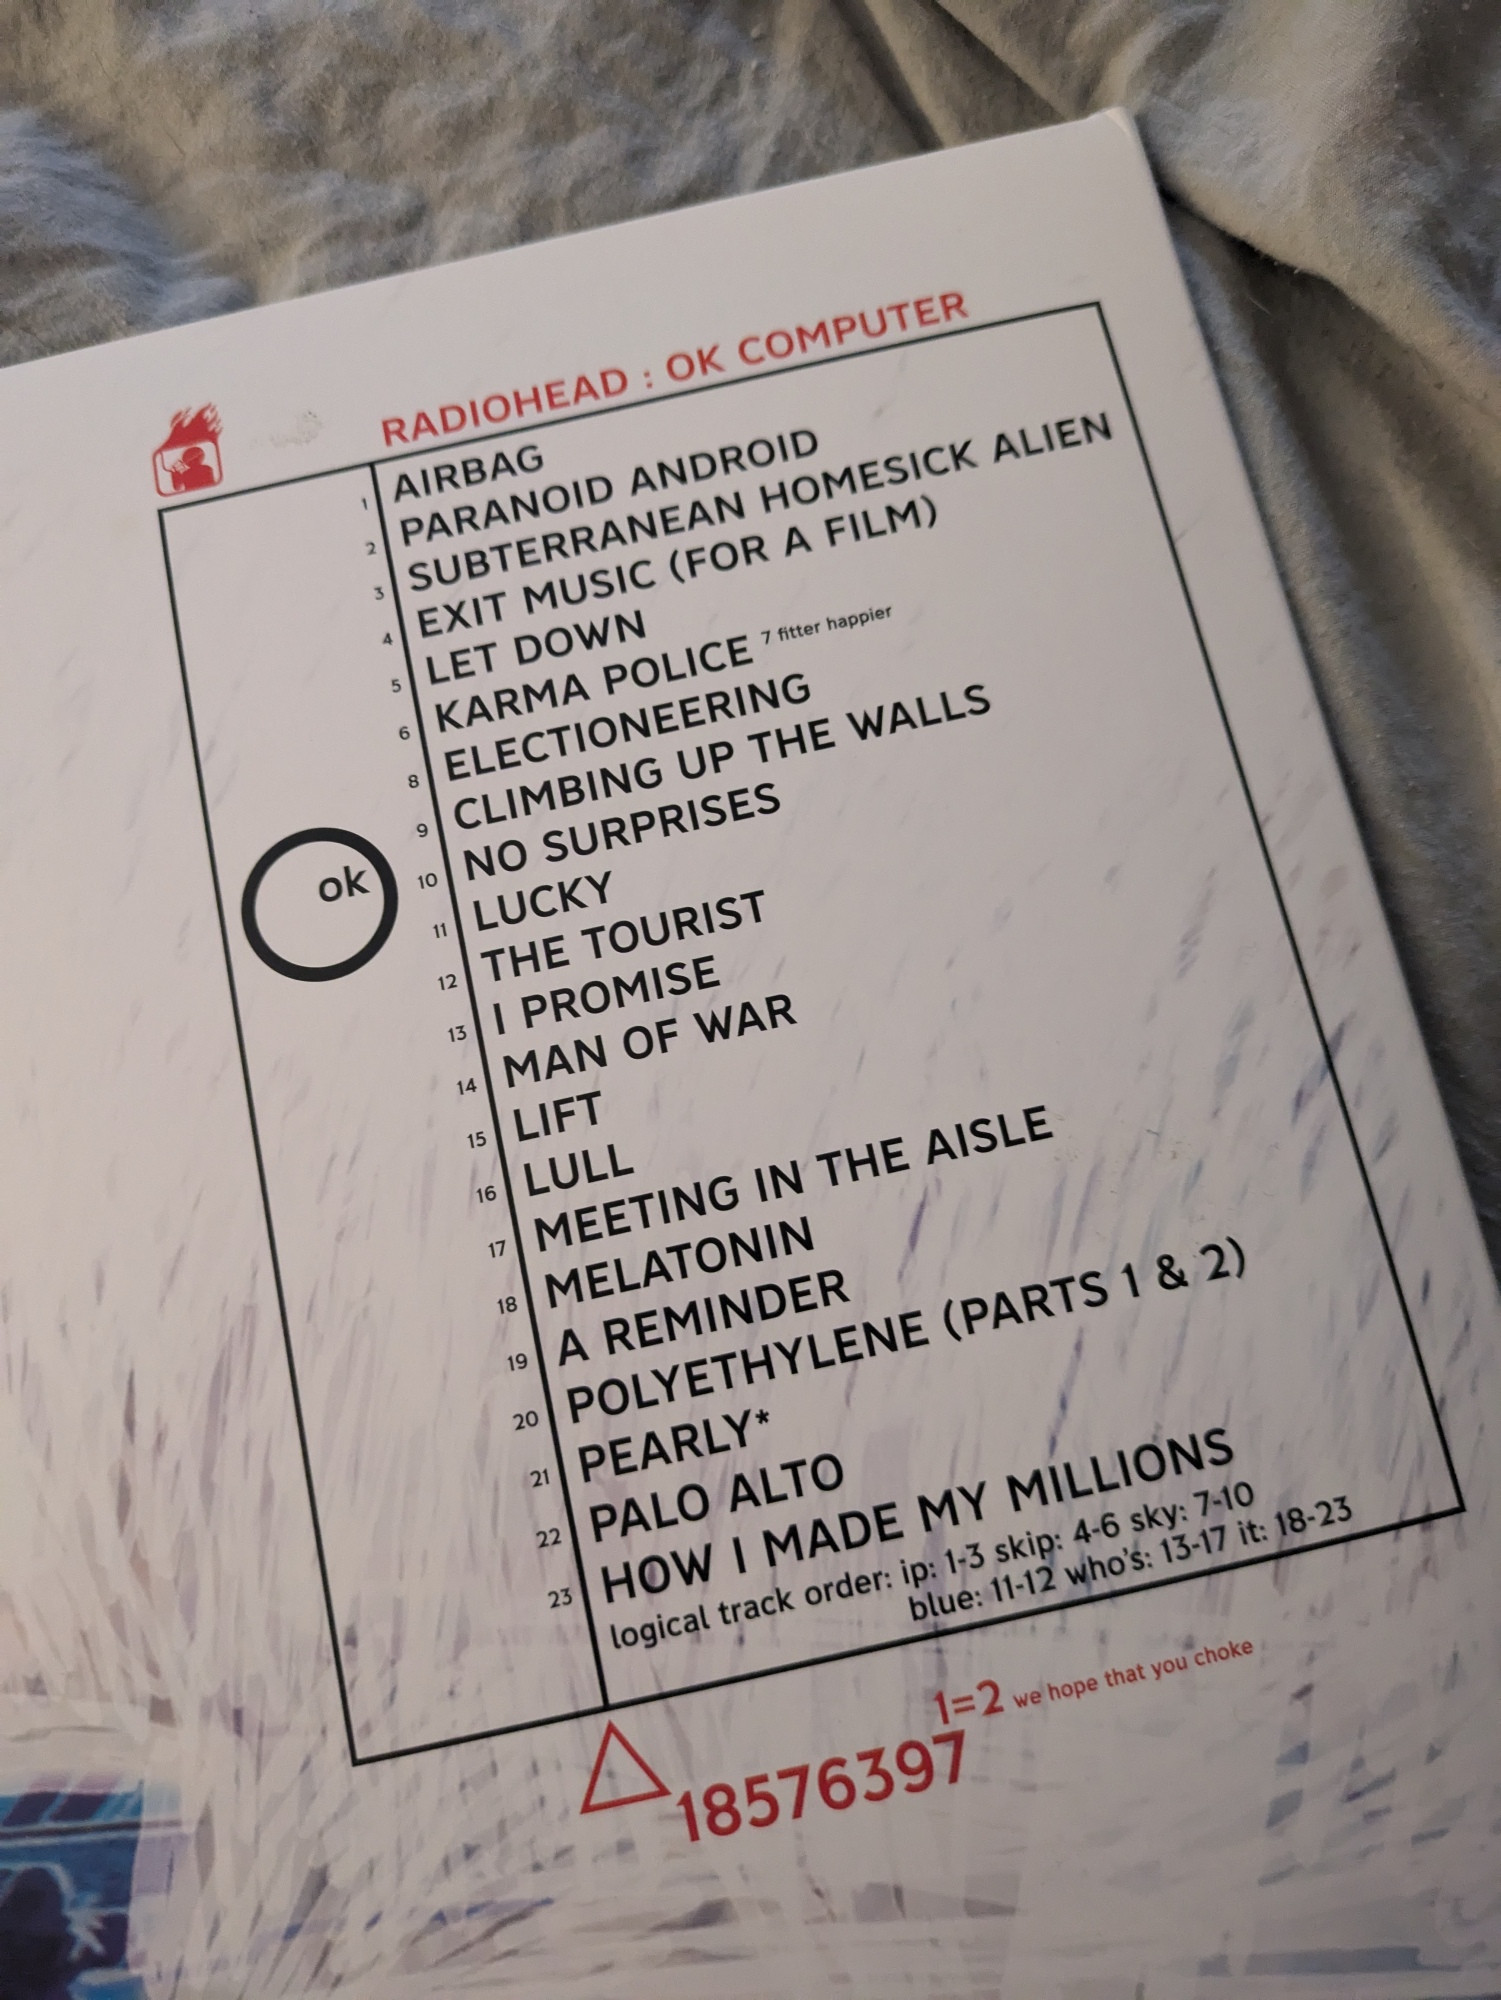 RADIOHEAD : OK COMPUTER
1 AIRBAG
2 PARANOID ANDROID
3 SUBTERRANEAN HOMESICK ALIEN
4 EXIT MUSIC (FOR A FILM)
5 LET DOWN
6 KARMA POLICE 7 fitter happier
8 ELECTIONEERING
9 CLIMBING UP THE WALLS
ok
10 NO SURPRISES
11 LUCKY
12 THE TOURIST
13 I PROMISE
14 MAN OF WAR
15 LIFT
16 LULL
17 MEETING IN THE AISLE
18 MELATONIN
19 A REMINDER
20 POLYETHYLENE (PARTS 1 & 2)
21 PEARLY*
22 PALO ALTO
23 HOW I MADE MY MILLIONS
logical track order: ip: 1-3 skip: 4-6 sky: 7-10
blue: 11-12 who's: 13-17 it: 18-23
1=2 we hope that you choke
18576397